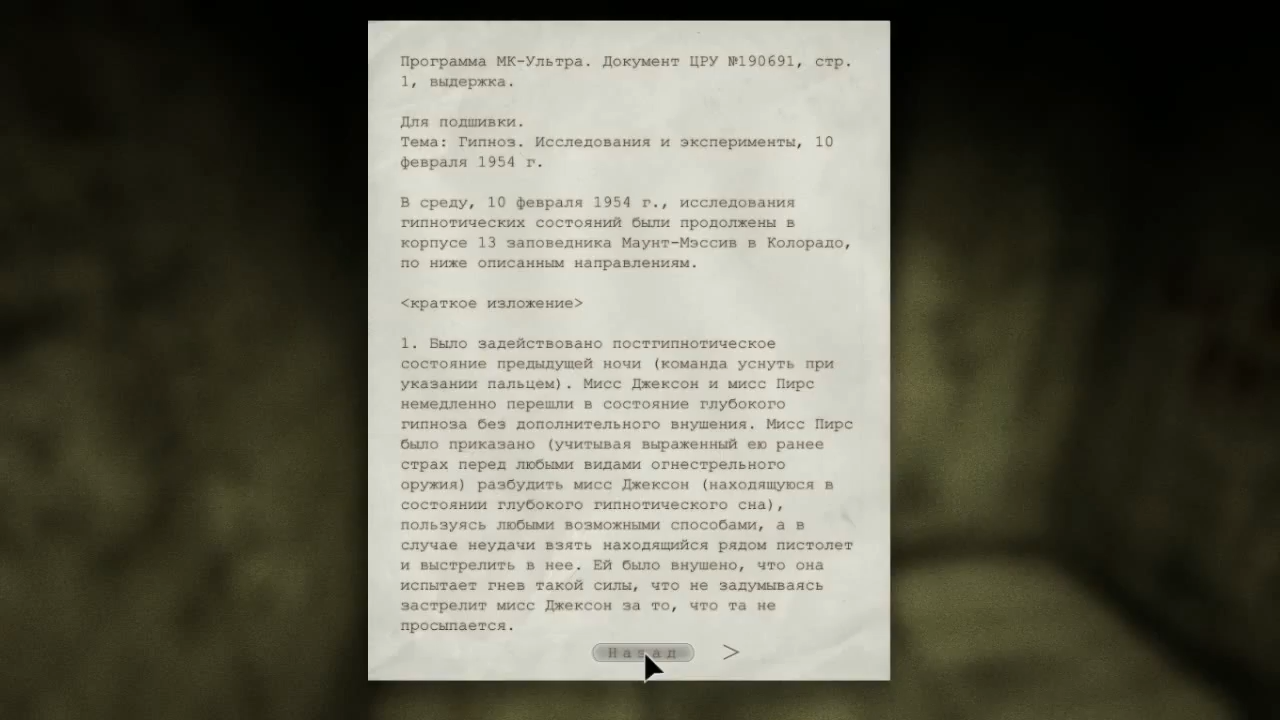 Программа МК-Ультра. Документ ЦРУ №190691, стр.
1, выдержка.
Для подшивки.
Тема: Гипноз. Исследования и эксперименты, 10
февраля 1954 г.
В среду, 10 февраля 1954 г., исследования
гипнотических состояний были продолжены в
корпусе 13 заповедника Маунт-Мэссив в Колорадо,
по ниже описанным направлениям.
<краткое изложение>
1. Было задействовано постгипнотическое
состояние предыдущей ночи (команда уснуть при
указании пальцем). Мисс Джексон и мисс Пирс
немедленно перешли в состояние глубокого
гипноза без дополнительного внушения. Мисс Пирс
было приказано (учитывая выраженный ею ранее
страх перед любыми видами огнестрельного
оружия) разбудить мисс Джексон (находящуюся в
состоянии глубокого гипнотического сна),
пользуясь любыми возможными способами, а в
случае неудачи взять находящийся рядом пистолет
и выстрелить в нее. Ей было внушено, что она
испытает гнев такой силы, что не задумываясь
застрелит мисс Джексон за то, что та не
просыпается.
Назад >